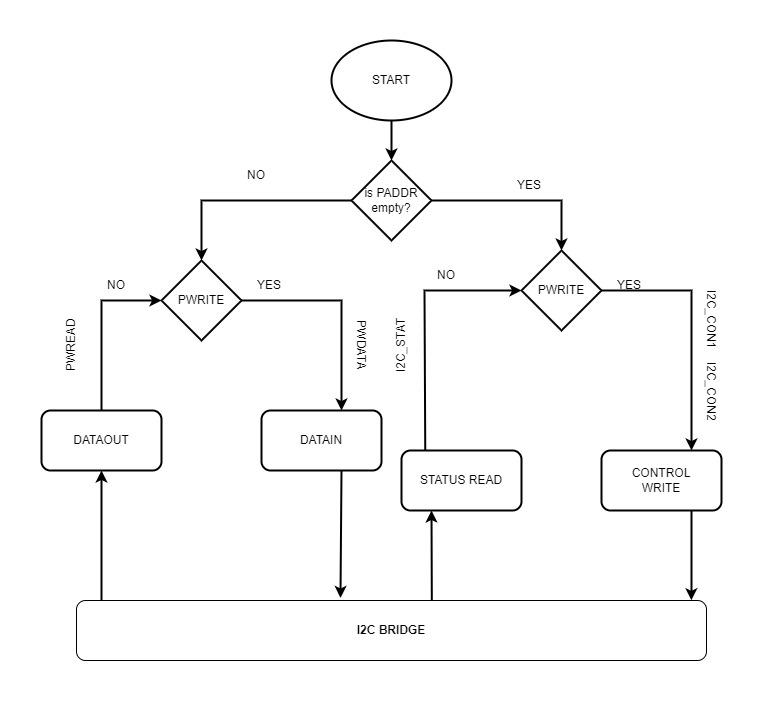 START
is PADDR
empty?
NO
YES
PWRITE
NO
YES
PWREAD
PWDATA
DATAOUT
DATAIN
PWRITE
NO
YES
I2C_STAT
I2C_CON1 I2C_CON2
STATUS READ
CONTROL
WRITE
I2C BRIDGE